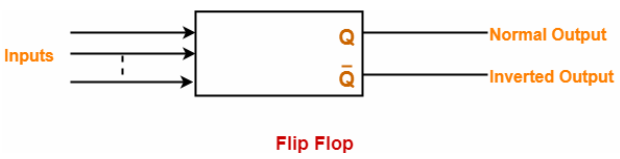 Inputs
Q
Normal Output
Q̅
Inverted Output
Flip Flop